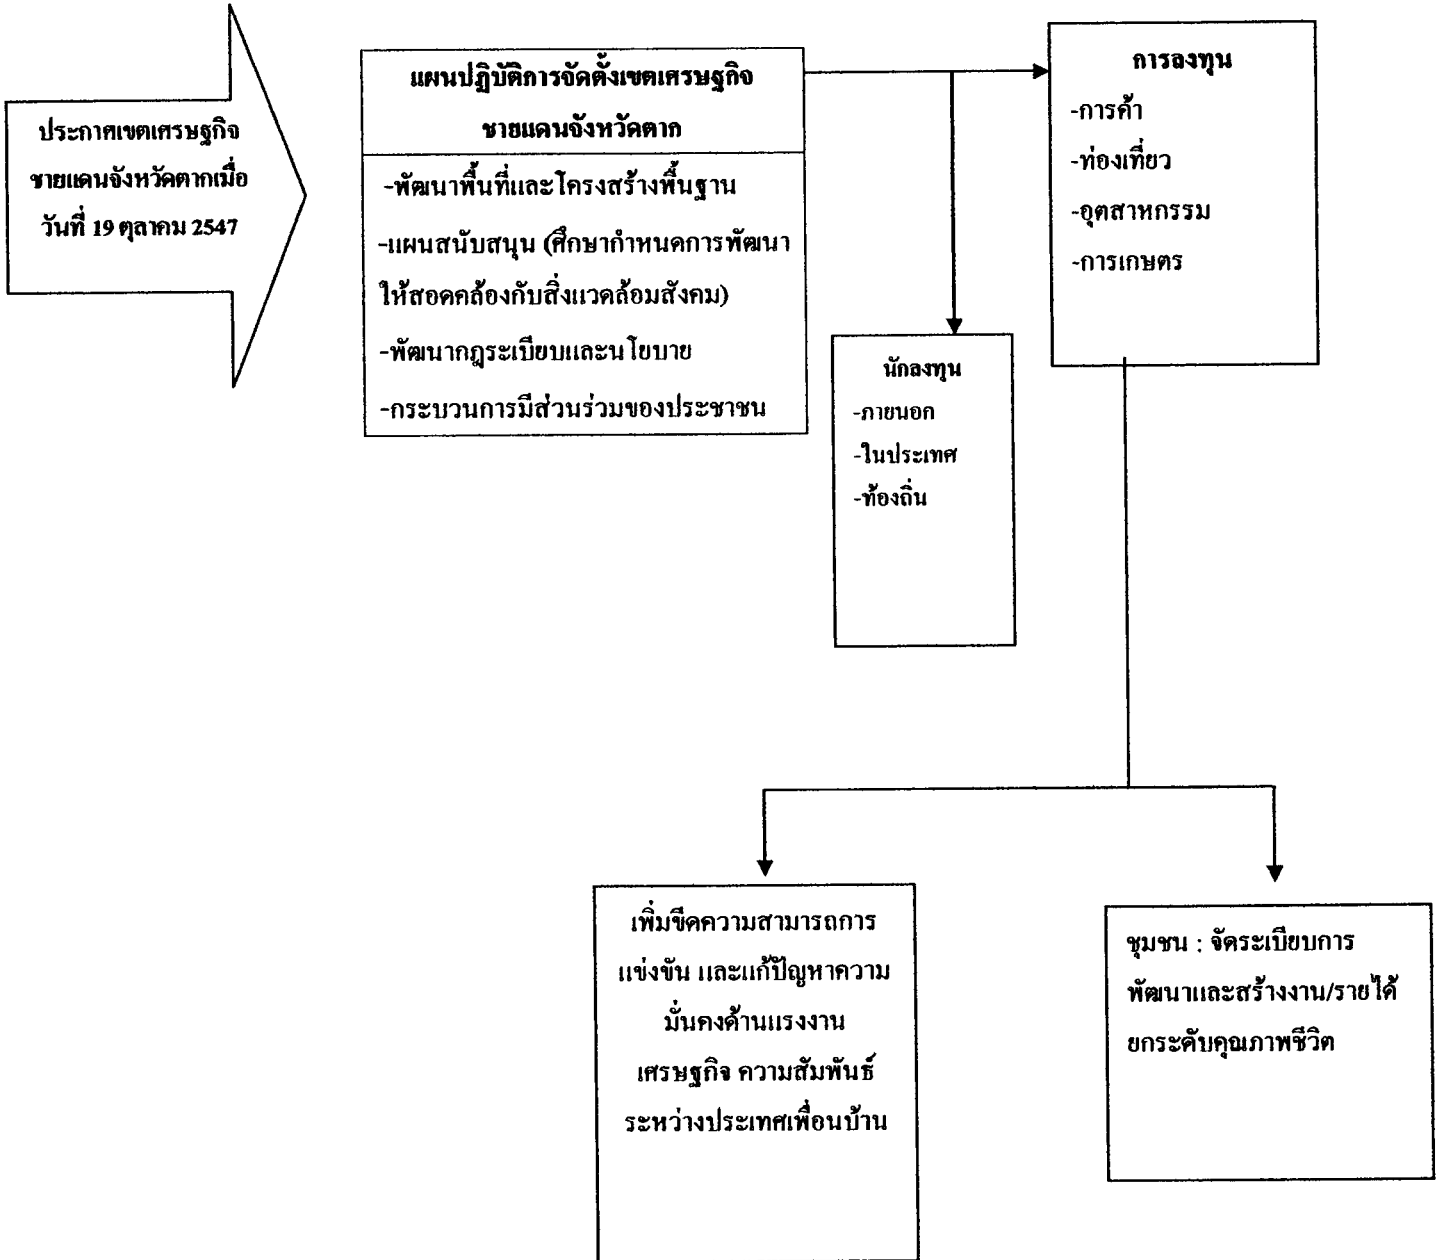 ประกาศเขตเศรษฐกิจ
ชายแดนจังหวัดตากเมื่อ
วันที่ 19 ตุลาคม 2547
แผนปฏิบัติการจัดตั้งเขตเศรษฐกิจ
ชายแดนจังหวัดตาก
-พัฒนาพื้นที่และโครงสร้างพื้นฐาน
-แผนสนับสนุน (ศึกษากำหนดการพัฒนา
ให้สอดคล้องกับสิ่งแวดล้อมสังคม)
-พัฒนากฎระเบียบและนโยบาย
-กระบวนการมีส่วนร่วมของประชาชน
การลงทุน
-การค้า
-ท่องเที่ยว
-อุตสาหกรรม
-การเกษตร
นักลงทุน
-ภายนอก
-ในประเทศ
-ท้องถิ่น
เพิ่มขีดความสามารถการ
แข่งขัน และแก้ปัญหาความ
มั่นคงด้านแรงงาน
เศรษฐกิจ ความสัมพันธ์
ระหว่างประเทศเพื่อนบ้าน
ชุมชน : จัดระเบียบการ
พัฒนาและสร้างงาน/รายได้
ยกระดับคุณภาพชีวิต